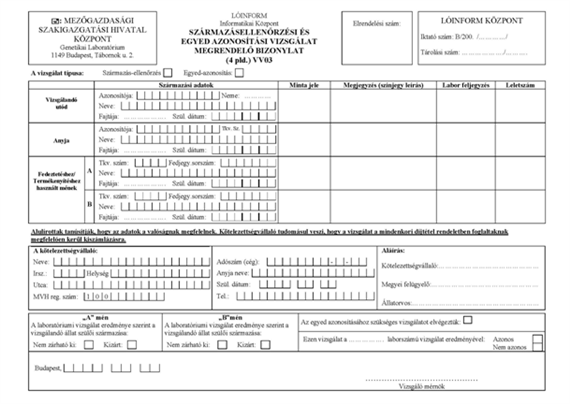 ✉: MEZŐGAZDASÁGI
SZAKIGAZGATÁSI HIVATAL
KÖZPONT
Genetikai Laboratórium
1149 Budapest, Tábornok u. 2.
LÓINFORM
Informatikai Központ
SZÁRMAZÁSELLENŐRZÉSI ÉS
EGYED AZONOSÍTÁSI VIZSGÁLAT
MEGRENDELŐ BIZONYLAT
(4 pld.) VV03
Elrendelési szám:
LÓINFORM KÖZPONT
Iktató szám: B/200. /............/
Tárolási szám: ............................
A vizsgálat típusa: Származás-ellenőrzés Egyed-azonosítás:
Származási adatok Minta jele Megjegyzés (színjegy leírás) Labor feljegyzés Leletszám
Vizsgálandó
utód
Azonosítója: Neme: ............
Neve:
Fajtája: Szül. dátum:
Anyja
Azonosítója: Tkv. Sz.
Neve:
Fajtája: Szül. dátum:
Fedeztetéshez/
Termékenyítéshez
használt mének
A
Tkv. szám: Fedjegy.sorszám:
Neve:
Fajtája: Szül. dátum:
B
Tkv. szám: Fedjegy.sorszám:
Neve:
Fajtája: Szül. dátum:
Alulírottak tanúsítják, hogy az adatok a valóságnak megfelelnek. Kötelezettségvállaló tudomásul veszi, hogy a vizsgálat a mindenkori díjtétel rendeletben foglaltaknak
megfelelően kerül kiszámlázásra.
A kötelezettségvállaló:
Neve:
Irsz.: Helység
Utca:
MVH reg. szám: 1 0 0
Adószám (cég): - -
Anyja neve:
Szül. dátum:
Tel.:
Aláírás:
Kötelezettségvállaló: ............................
Megyei felügyelő: ............................
Állatorvos: ............................
„A" mén
A laboratóriumi vizsgálat eredménye szerint a
vizsgálandó állat szülői származása:
Nem zárható ki: Kizárt:
„B"mén
A laboratóriumi vizsgálat eredménye szerint a
vizsgálandó állat szülői származása:
Nem zárható ki: Kizárt:
Az egyed azonosításához szükséges vizsgálatot elvégeztük:
Ezen vizsgálat a ............ laborszámú vizsgálat eredményével: Azonos
Nem azonos
Budapest,
Vizsgáló mérnök